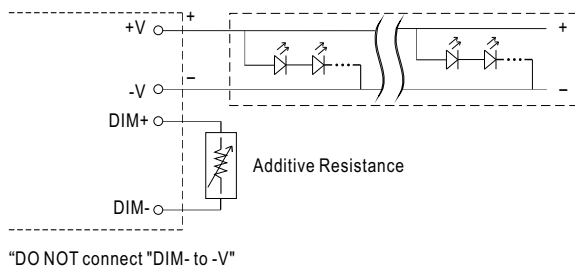 +V
+
+
-V
–
–
DIM+
Additive Resistance
DIM-
“DO NOT connect "DIM- to -V"